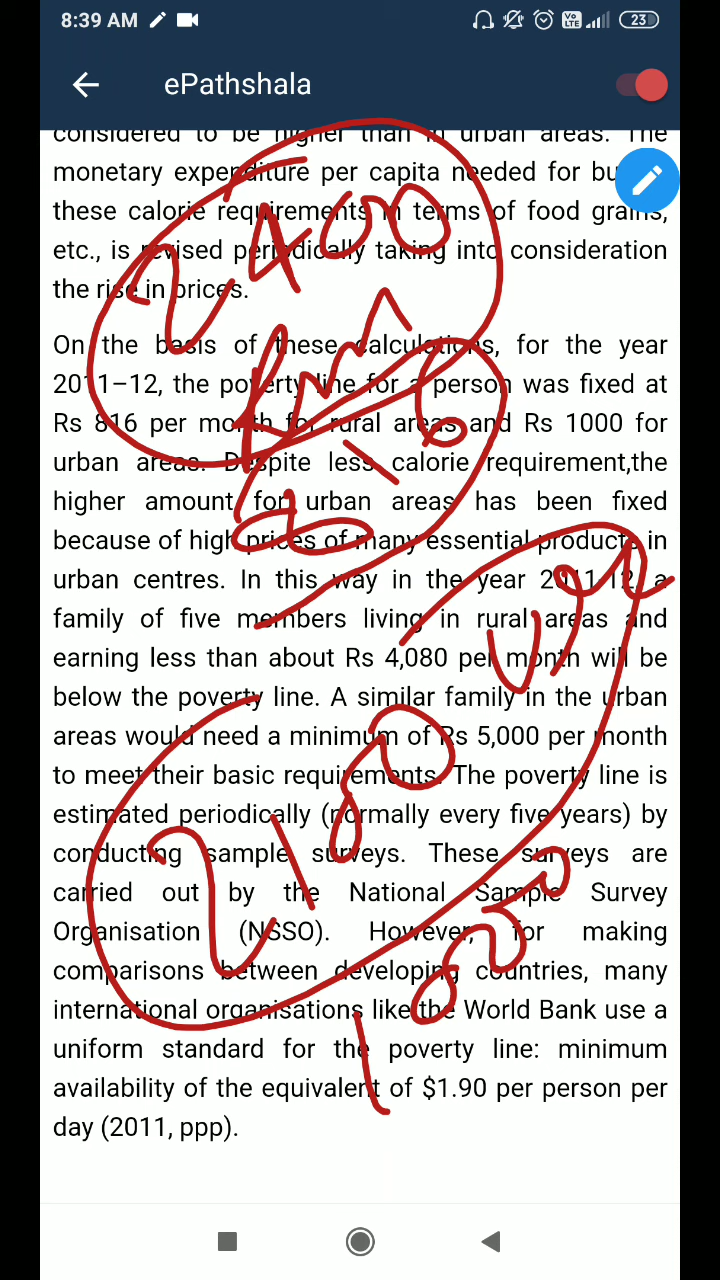 8:39 AM
Vo LTE
23
ePathshala
considered to be higher than in urban areas. The
monetary expenditure per capita needed for bu
these calorie requirements in terms of food grains,
etc., is revised periodically taking into consideration
the rise in prices.
On the basis of these calculations, for the year
2011–12, the poverty line for a person was fixed at
Rs 816 per month for rural areas and Rs 1000 for
urban areas. Despite less calorie requirement,the
higher amount for urban areas has been fixed
because of high prices of many essential products in
urban centres. In this way in the year 2011-12, a
family of five members living in rural areas and
earning less than about Rs 4,080 per month will be
below the poverty line. A similar family in the urban
areas would need a minimum of Rs 5,000 per month
to meet their basic requirements. The poverty line is
estimated periodically (normally every five years) by
conducting sample surveys. These surveys are
carried out by the National Sample Survey
Organisation (NSSO). However, for making
comparisons between developing countries, many
international organisations like the World Bank use a
uniform standard for the poverty line: minimum
availability of the equivalent of $1.90 per person per
day (2011, ppp).
2400
816
2100
1000